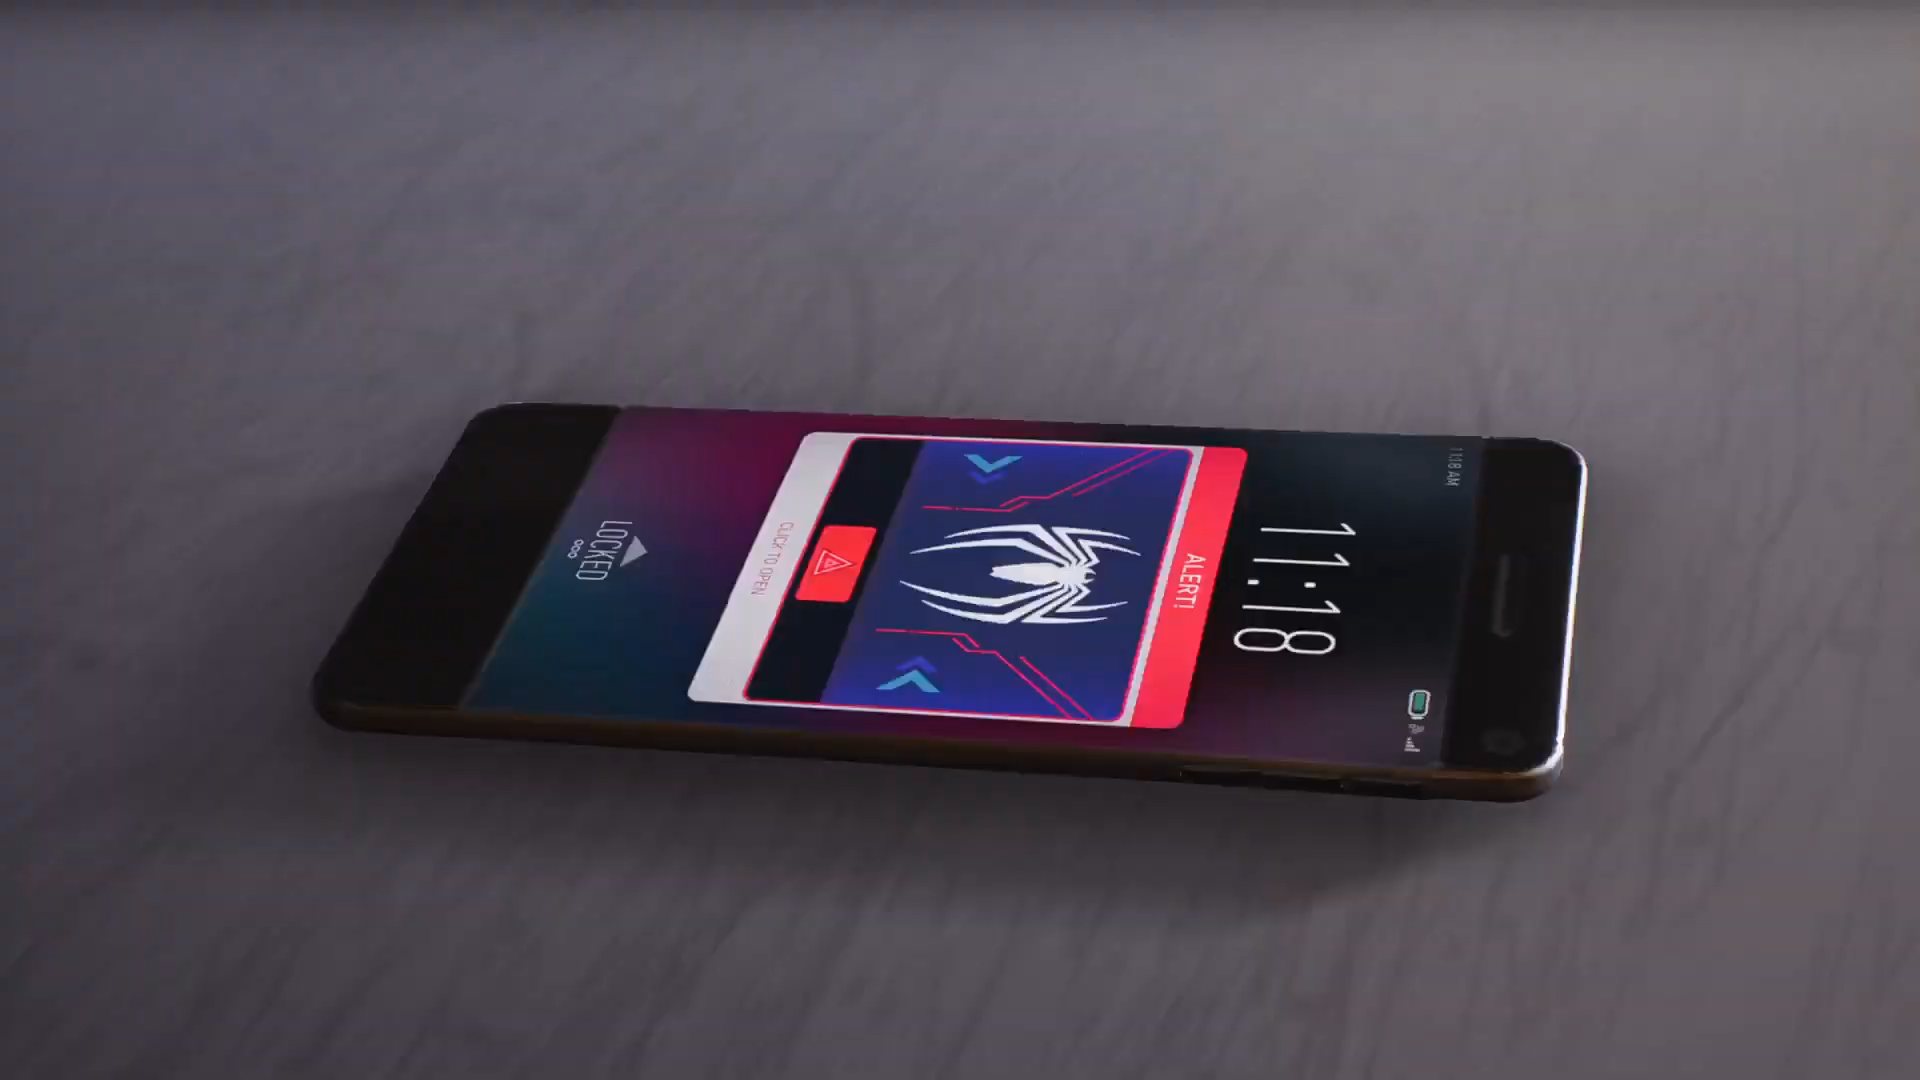 11:18 AM
11:18
ALERT!
CLICK TO OPEN
LOCKED